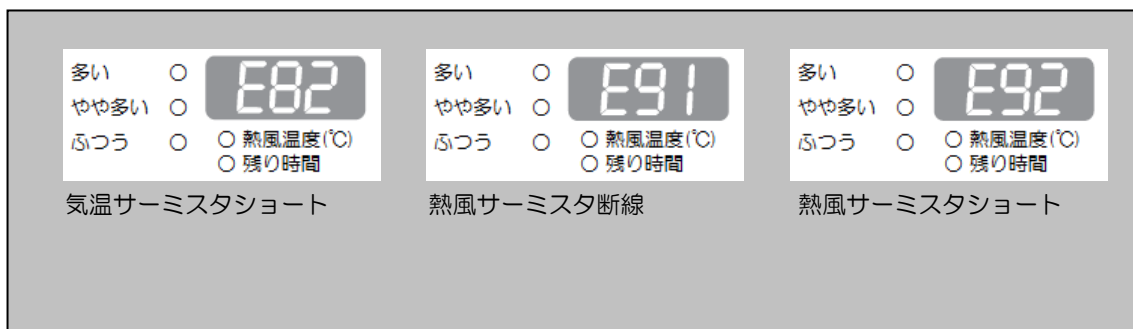 多い
やや多い
ふつう
E82
○ 熱風温度(℃)
○ 残り時間
気温サーミスタショート
多い
やや多い
ふつう
E91
○ 熱風温度(℃)
○ 残り時間
熱風サーミスタ断線
多い
やや多い
ふつう
E92
○ 熱風温度(℃)
○ 残り時間
熱風サーミスタショート